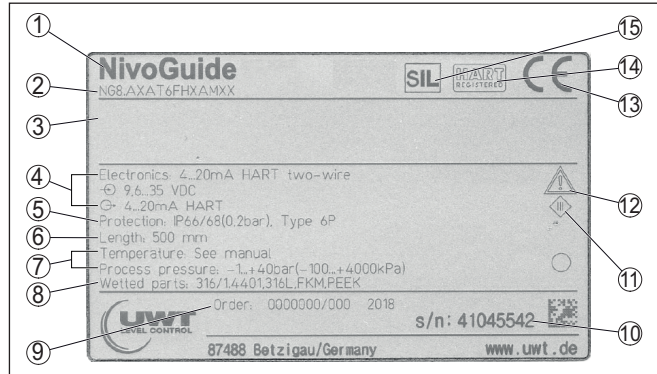 1
2
3
4
5
6
7
8
9
10
11
12
13
14
15
NivoGuide
NG8.AXAT6FHXAMXX
SIL
HART
REGISTERED
CE
Electronics: 4...20mA HART two-wire
9,6...35 VDC
4...20mA HART
Protection: IP66/68(0.2bar), Type 6P
Length: 500 mm
Temperature: See manual
Process pressure: -1...+40bar(-100...+4000kPa)
Wetted parts: 316/1.4401,316L,FKM,PEEK
Order: 0000000/000 2018
s/n: 41045542
UWT
LEVEL CONTROL
87488 Betzigau/Germany
www.uwt.de